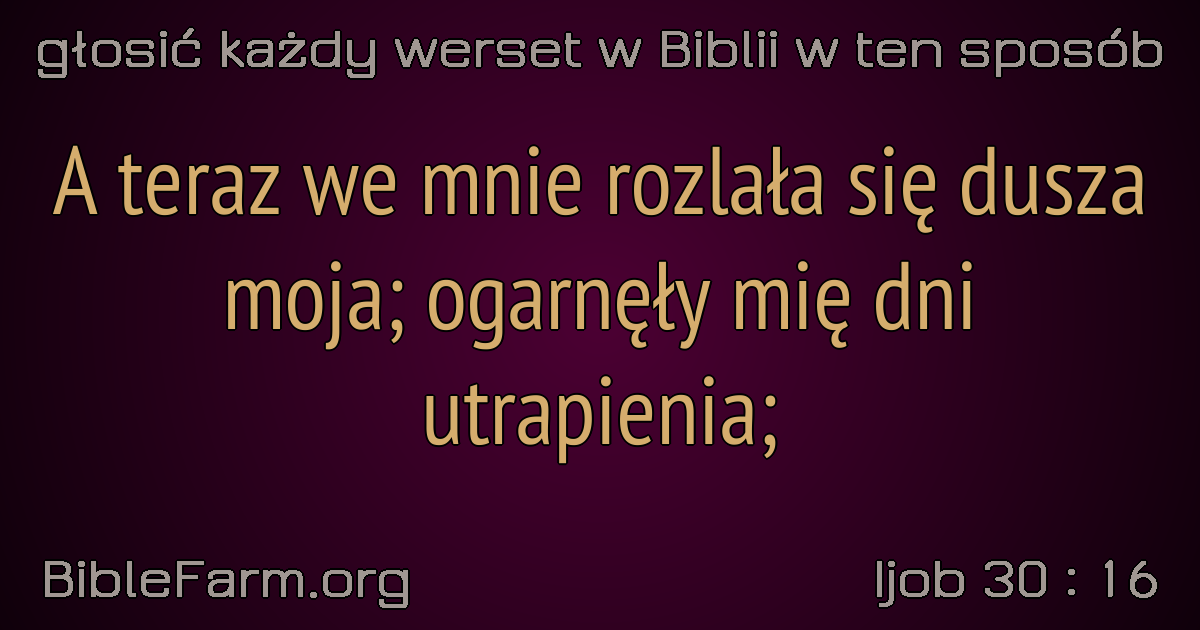 głosić każdy werset w Biblii w ten sposób
A teraz we mnie rozlała się dusza
moja; ogarnęły mię dni
utrapienia;
BibleFarm.org
Ijob 30 : 16